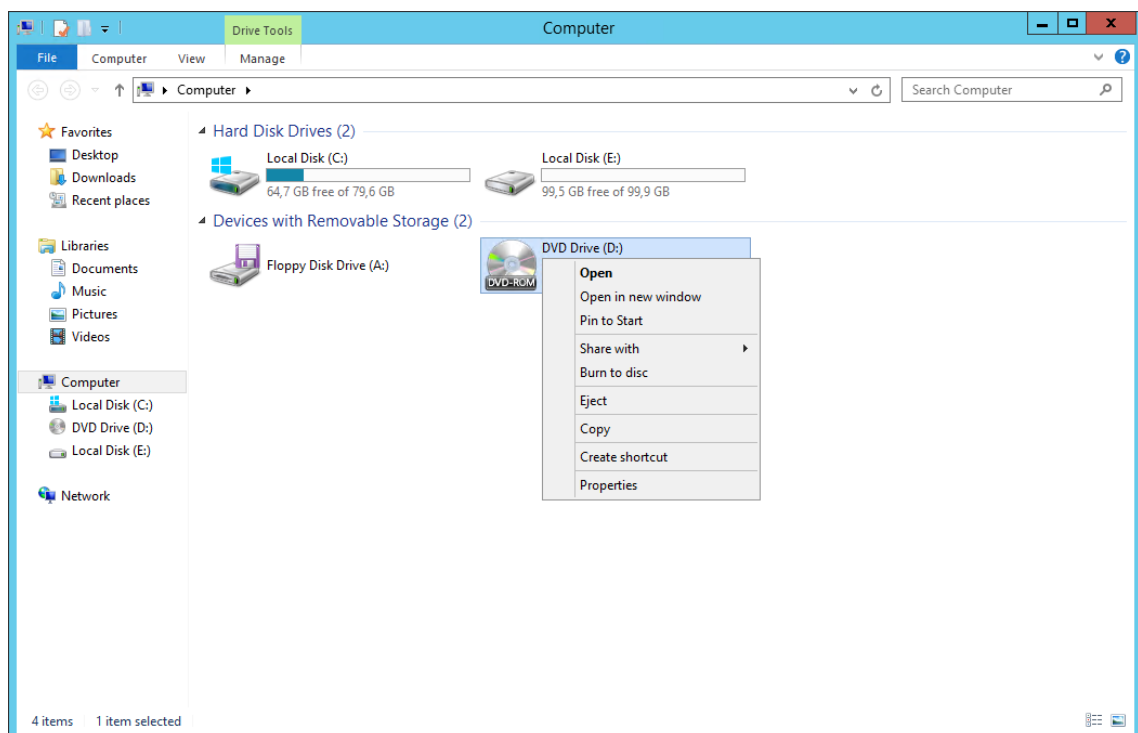 Drive Tools
Computer
File
Computer
View
Manage
Computer
Search Computer
Favorites
Desktop
Downloads
Recent places
Libraries
Documents
Music
Pictures
Videos
Computer
Local Disk (C:)
DVD Drive (D:)
Local Disk (E:)
Network
Hard Disk Drives (2)
Local Disk (C:)
64,7 GB free of 79,6 GB
Local Disk (E:)
99,5 GB free of 99,9 GB
Devices with Removable Storage (2)
Floppy Disk Drive (A:)
DVD Drive (D:)
DVD-ROM
Open
Open in new window
Pin to Start
Share with
Burn to disc
Eject
Copy
Create shortcut
Properties
4 items
1 item selected